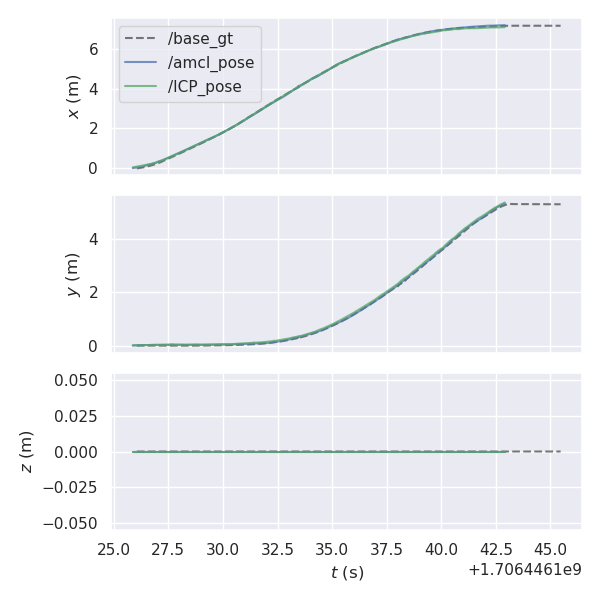 6
4
2
0
x (m)
/base_gt
/amcl_pose
/ICP_pose
4
2
0
y (m)
0.050
0.025
0.000
−0.025
−0.050
z (m)
25.0 27.5 30.0 32.5 35.0 37.5 40.0 42.5 45.0
t (s)
+1.7064461e9